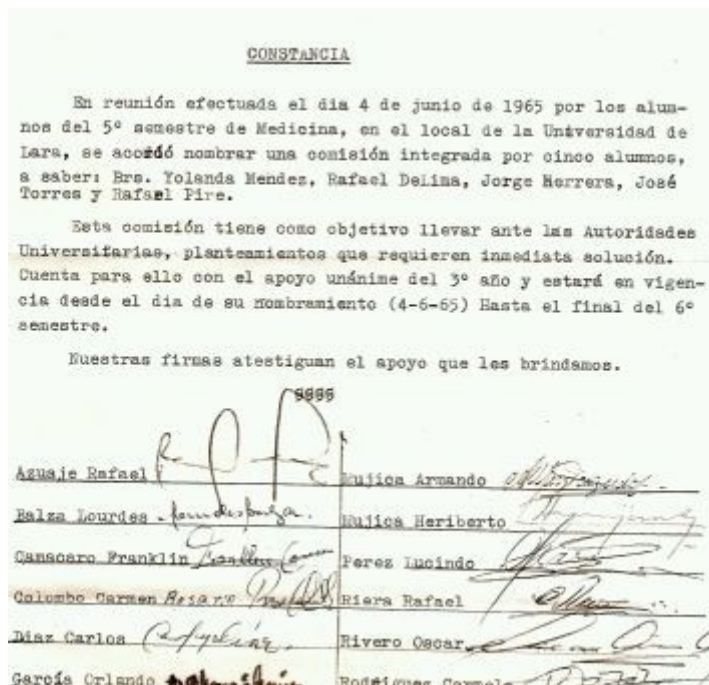 CONSTANCIA
En reunión efectuada el dia 4 de junio de 1965 por los alum-
nos del 5º semestre de Medicina, en el local de la Universidad de
Lara, se acordó nombrar una comisión integrada por cinco alumnos,
a saber: Brs. Yolanda Mendez, Rafael DeLima, Jorge Herrera, José
Torres y Rafael Pire.
Esta comisión tiene como objetivo llevar ante las Autoridades
Universitarias, planteamientos que requieren inmediata solución.
Cuenta para ello con el apoyo unánime del 3º año y estará en vigen-
cia desde el dia de su nombramiento (4-6-65) Hasta el final del 6º
semestre.
Nuestras firmas atestiguan el apoyo que les brindamos.
§§§§
Azuaje Rafael
Balza Lourdes
Camacaro Franklin
Colombo Carmen Rosario
Diaz Carlos
García Orlando
Mujica Armando
Mujica Heriberto
Perez Lucindo
Riera Rafael
Rivero Oscar
Rodriguez Carmelo